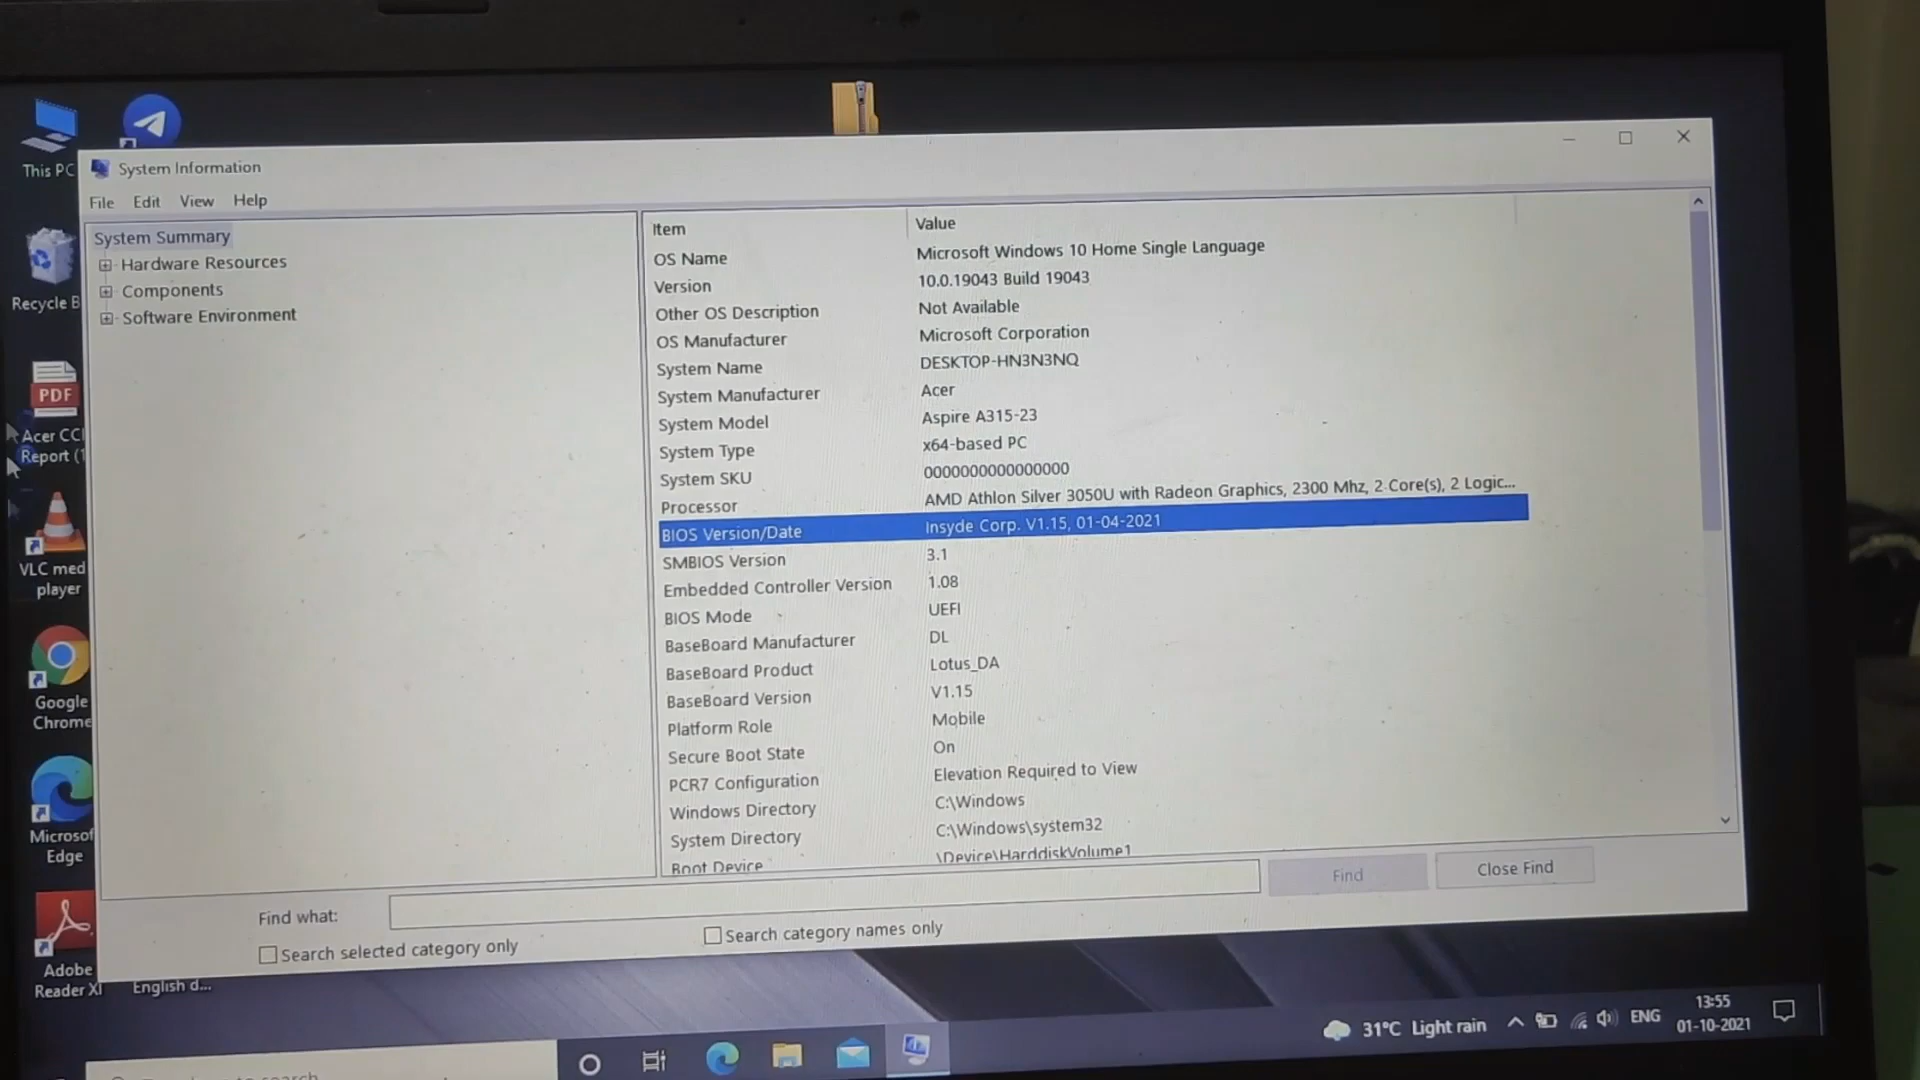 This PC
Recycle B
PDF
Acer CCI
Report (1
VLC med
player
Google
Chrome
Microsof
Edge
Adobe
Reader XI
English d...
System Information
File Edit View Help
System Summary
Hardware Resources
Components
Software Environment
Item Value
OS Name Microsoft Windows 10 Home Single Language
Version 10.0.19043 Build 19043
Other OS Description Not Available
OS Manufacturer Microsoft Corporation
System Name DESKTOP-HN3N3NQ
System Manufacturer Acer
System Model Aspire A315-23
System Type x64-based PC
System SKU 0000000000000000
Processor AMD Athlon Silver 3050U with Radeon Graphics, 2300 Mhz, 2 Core(s), 2 Logic...
BIOS Version/Date Insyde Corp. V1.15, 01-04-2021
SMBIOS Version 3.1
Embedded Controller Version 1.08
BIOS Mode UEFI
BaseBoard Manufacturer DL
BaseBoard Product Lotus_DA
BaseBoard Version V1.15
Platform Role Mobile
Secure Boot State On
PCR7 Configuration Elevation Required to View
Windows Directory C:\Windows
System Directory C:\Windows\system32
Boot Device \Device\HarddiskVolume1
Find what: Find Close Find
Search selected category only Search category names only
31°C Light rain ENG 13:55
01-10-2021